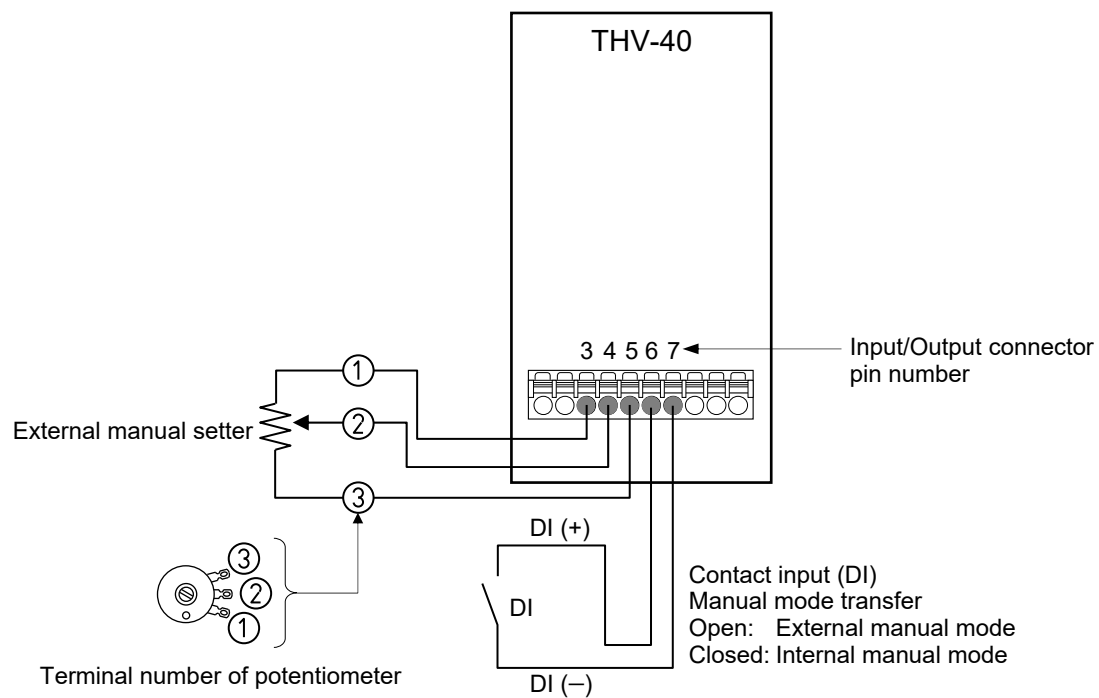 THV-40
3 4 5 6 7
Input/Output connector
pin number
①
②
External manual setter
③
DI (+)
③
②
①
DI
Contact input (DI)
Manual mode transfer
Open: External manual mode
Closed: Internal manual mode
Terminal number of potentiometer
DI (—)